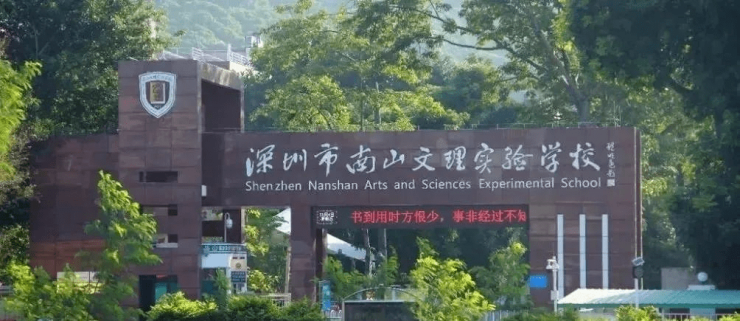 深圳市南山文理实验学校
Shenzhen Nanshan Arts and Sciences Experimental School
书到用时方恨少，事非经过不知